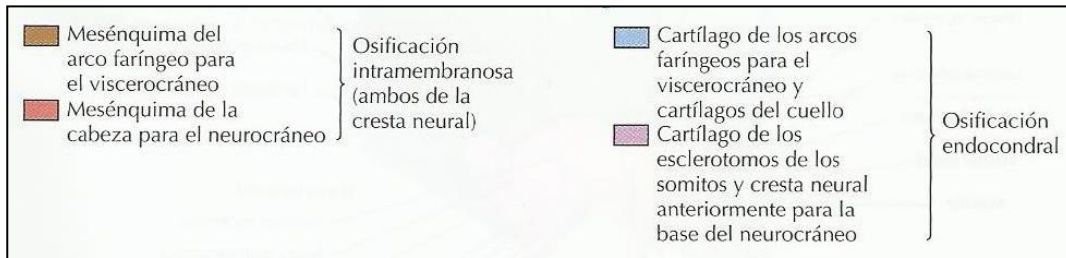 Mesénquima del
arco faríngeo para
el viscerocráneo
Mesénquima de la
cabeza para el neurocráneo
Osificación
intramembranosa
(ambos de la
cresta neural)
Cartílago de los arcos
faríngeos para el
viscerocráneo y
cartílagos del cuello
Cartílago de los
esclerotomos de los
somitos y cresta neural
anteriormente para la
base del neurocráneo
Osificación
endocondral